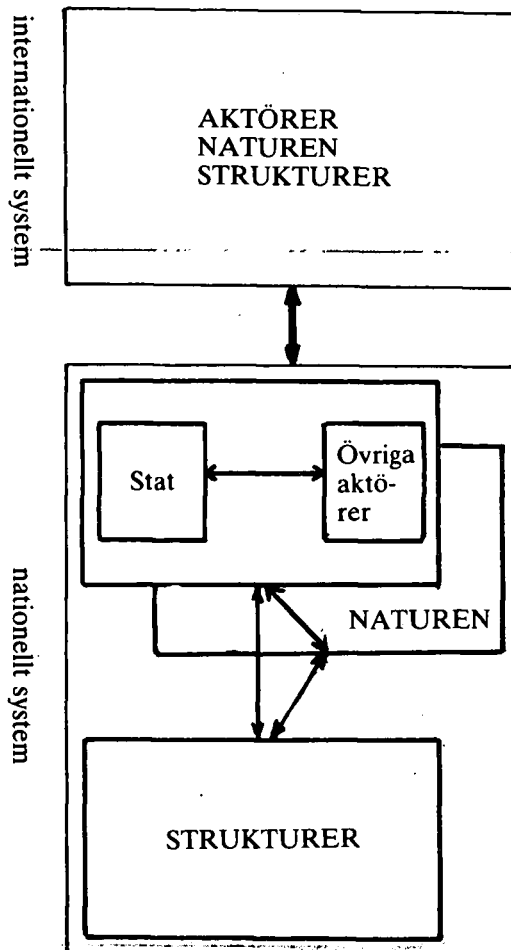 internationellt system
AKTÖRER
NATUREN
STRUKTURER
nationellt system
Stat
Övriga
aktö-
rer
NATUREN
STRUKTURER